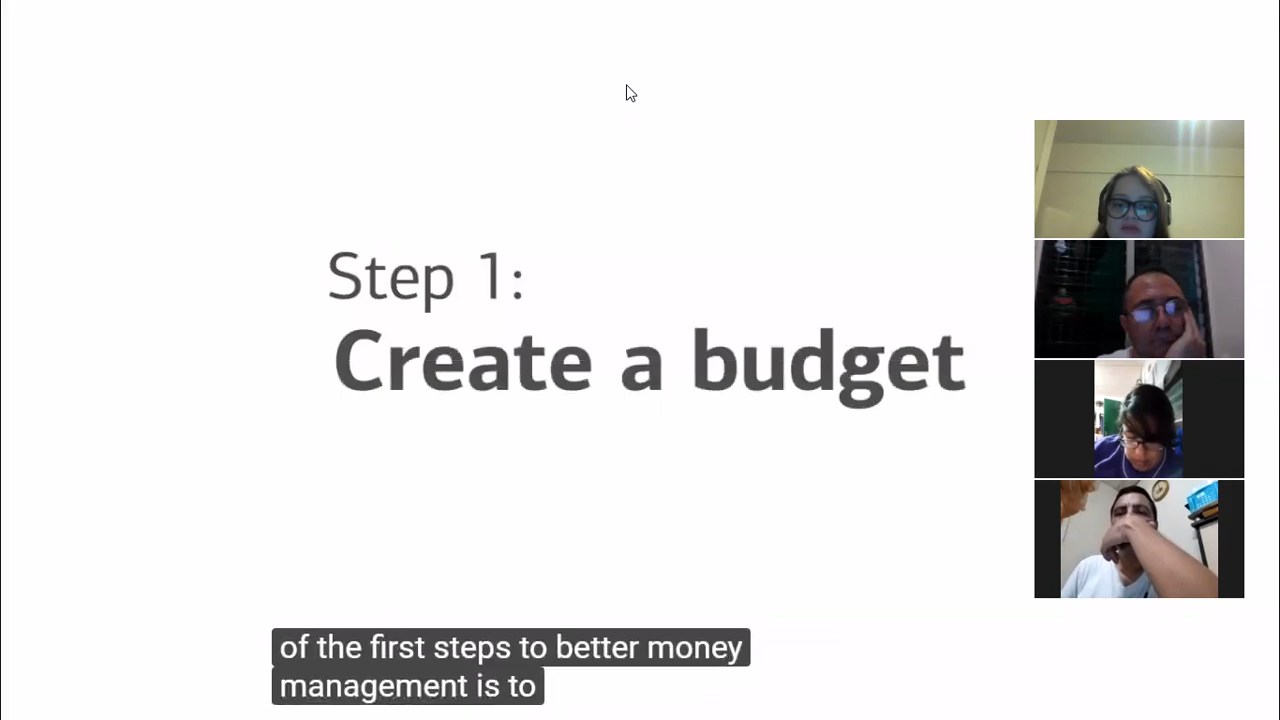 Step 1:
Create a budget
of the first steps to better money
management is to